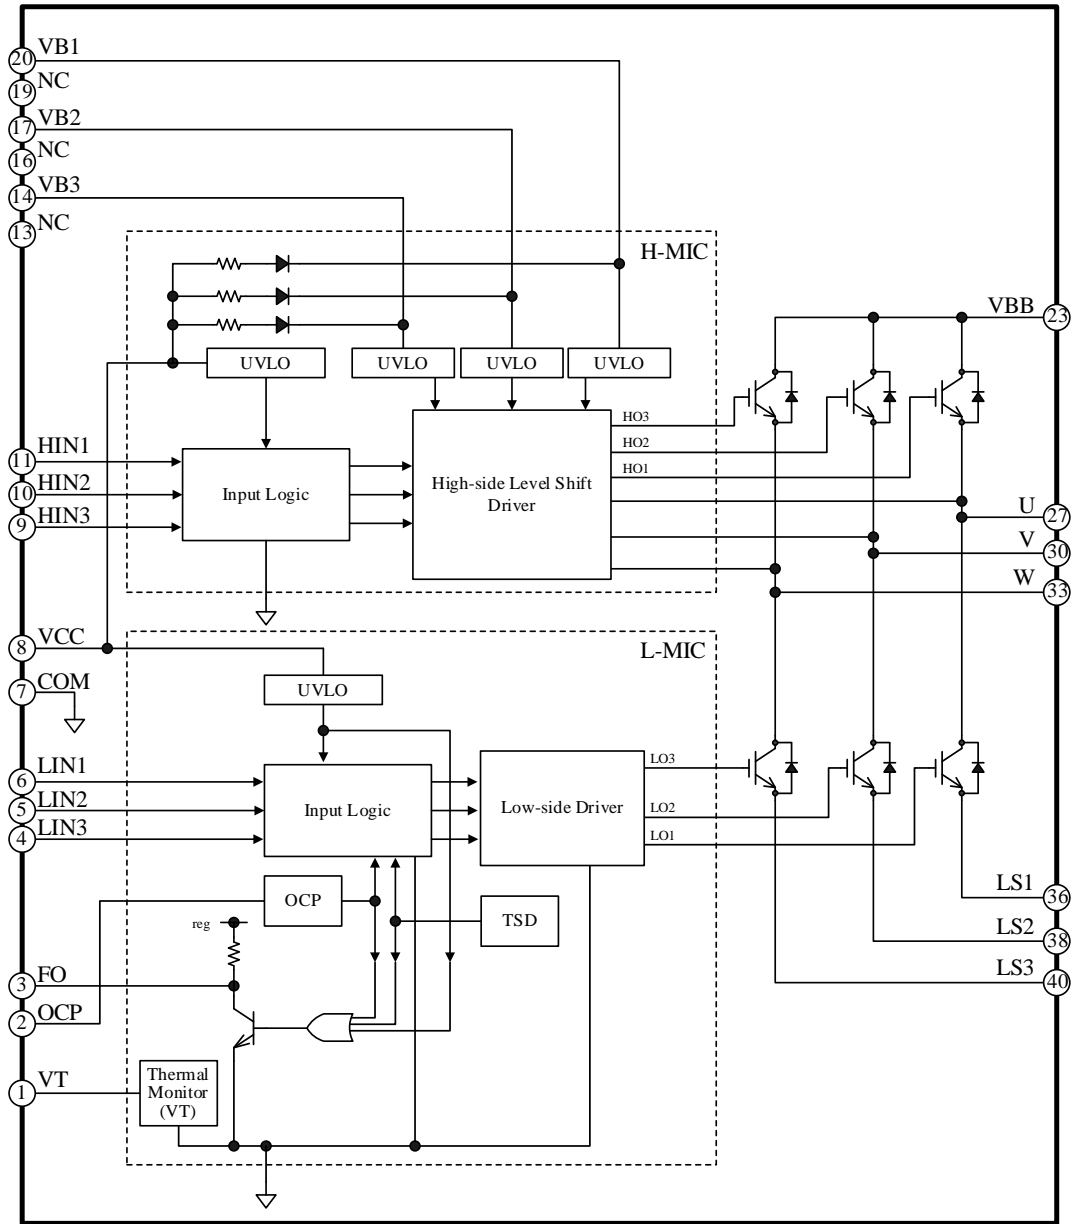 20 VB1
19 NC
17 VB2
16 NC
14 VB3
13 NC
H-MIC
VBB 23
UVLO UVLO UVLO UVLO
HO3
HO2
HO1
11 HIN1
10 HIN2
9 HIN3
Input Logic
High-side Level Shift
Driver
U 27
V 30
W 33
8 VCC
L-MIC
7 COM
UVLO
6 LIN1
5 LIN2
4 LIN3
Input Logic
Low-side Driver
LO3
LO2
LO1
OCP
TSD
LS1 36
LS2 38
LS3 40
reg
3 FO
2 OCP
1 VT
Thermal
Monitor
(VT)